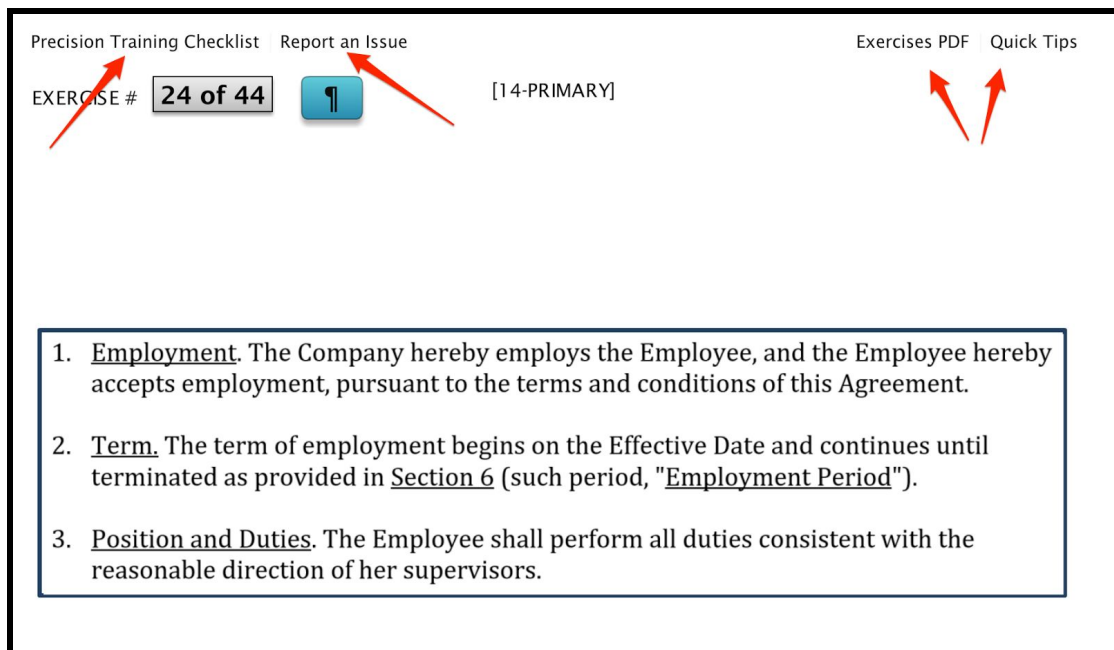 Precision Training Checklist Report an Issue Exercises PDF Quick Tips
EXERCISE # 24 of 44 ¶ [14-PRIMARY]
1. Employment. The Company hereby employs the Employee, and the Employee hereby
accepts employment, pursuant to the terms and conditions of this Agreement.
2. Term. The term of employment begins on the Effective Date and continues until
terminated as provided in Section 6 (such period, "Employment Period").
3. Position and Duties. The Employee shall perform all duties consistent with the
reasonable direction of her supervisors.